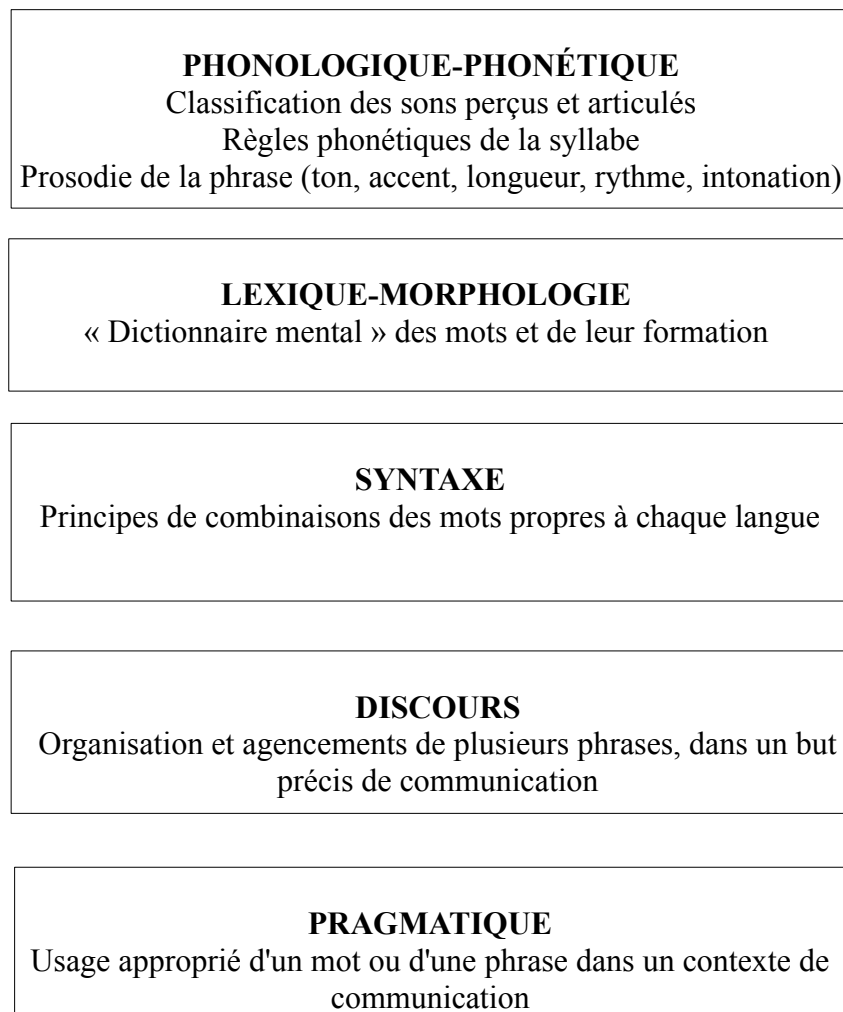 PHONOLOGIQUE-PHONÉTIQUE
Classification des sons perçus et articulés
Règles phonétiques de la syllabe
Prosodie de la phrase (ton, accent, longueur, rythme, intonation)
LEXIQUE-MORPHOLOGIE
« Dictionnaire mental » des mots et de leur formation
SYNTAXE
Principes de combinaisons des mots propres à chaque langue
DISCOURS
Organisation et agencements de plusieurs phrases, dans un but
précis de communication
PRAGMATIQUE
Usage approprié d'un mot ou d'une phrase dans un contexte de
communication